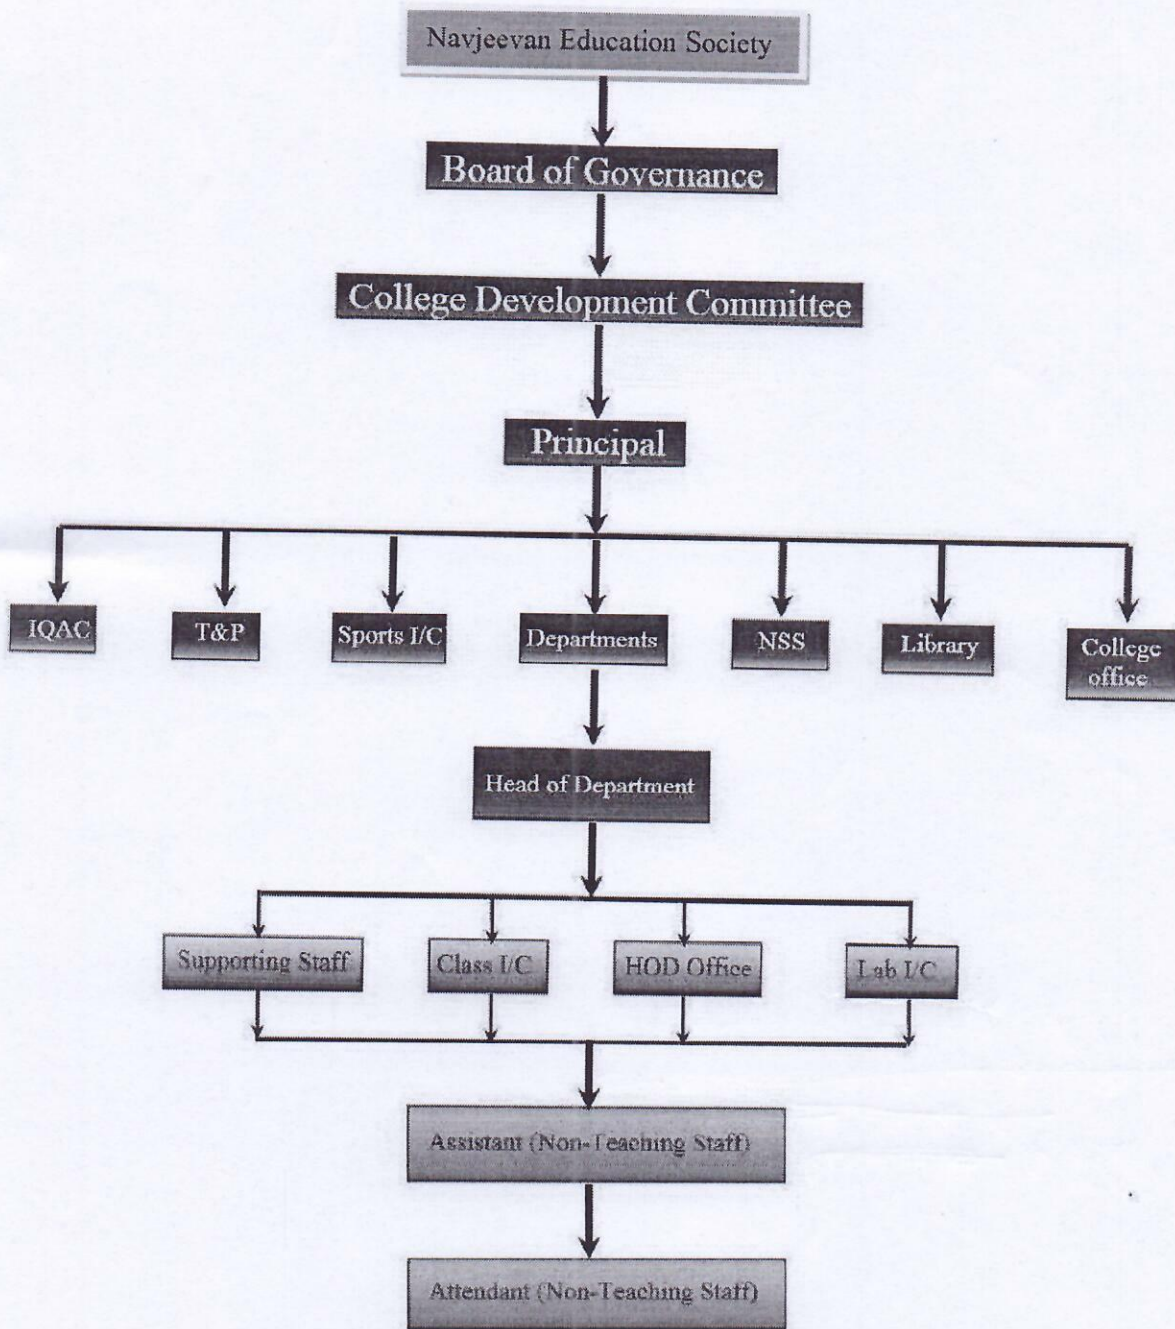 Navjeevan Education Society
Board of Governance
College Development Committee
Principal
IQAC
T&P
Sports I/C
Departments
NSS
Library
College
office
Head of Department
Supporting Staff
Class I/C
HOD Office
Lab I/C
Assistant (Non-Teaching Staff)
Attendant (Non-Teaching Staff)